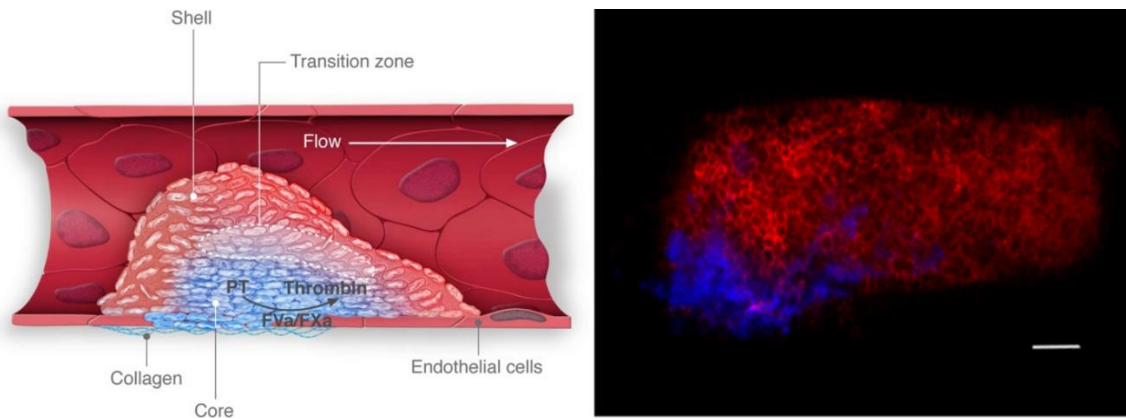 Shell
Transition zone
Flow
PT Thrombin
FVa/FXa
Endothelial cells
Collagen
Core